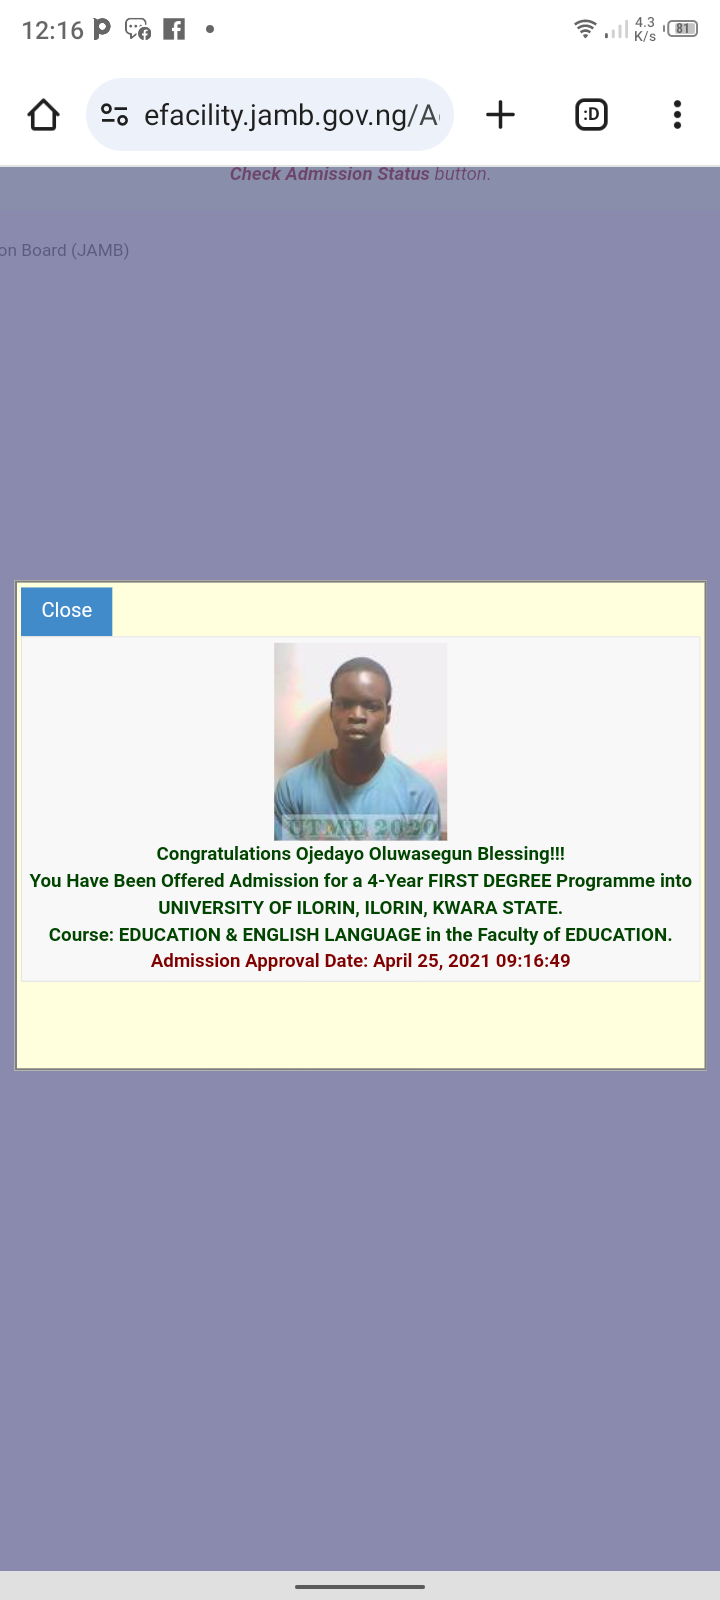 12:16
4.3
K/s
81
efacility.jamb.gov.ng/A
:D
Check Admission Status button.
on Board (JAMB)
Close
UTME 2020
Congratulations Ojedayo Oluwasegun Blessing!!!
You Have Been Offered Admission for a 4-Year FIRST DEGREE Programme into
UNIVERSITY OF ILORIN, ILORIN, KWARA STATE.
Course: EDUCATION & ENGLISH LANGUAGE in the Faculty of EDUCATION.
Admission Approval Date: April 25, 2021 09:16:49